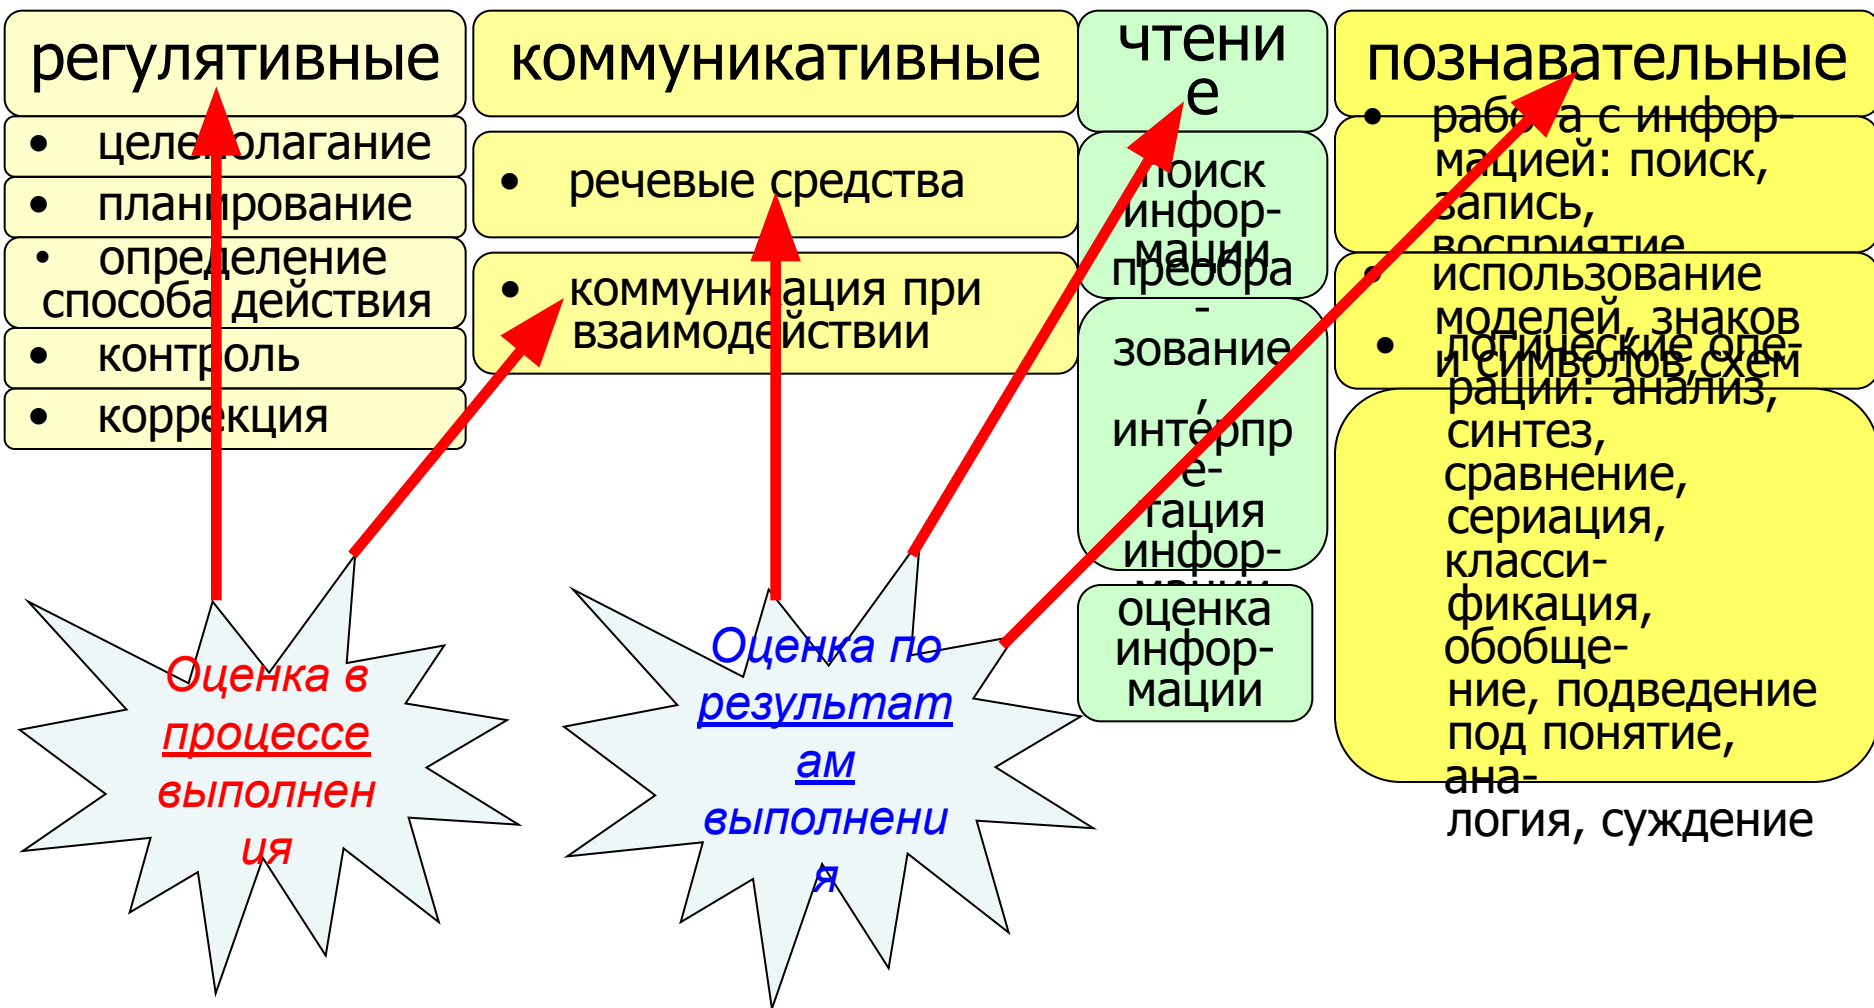 регулятивные
• целеполагание
• планирование
• определение
способа действия
• контроль
• коррекция
коммуникативные
• речевые средства
• коммуникация при
взаимодействии
чтени
е
поиск
инфор-
мации
преобра
-
зование
,
интерпр
е-
тация
инфор-
мации
оценка
инфор-
мации
познавательные
• работа с инфор-
мацией: поиск,
запись,
восприятие
• использование
моделей, знаков
и символов,схем
• логические опе-
рации: анализ,
синтез,
сравнение,
сериация,
класси-
фикация,
обобще-
ние, подведение
под понятие,
ана-
логия, суждение
Оценка в
процессе
выполнен
ия
Оценка по
результат
ам
выполнени
я